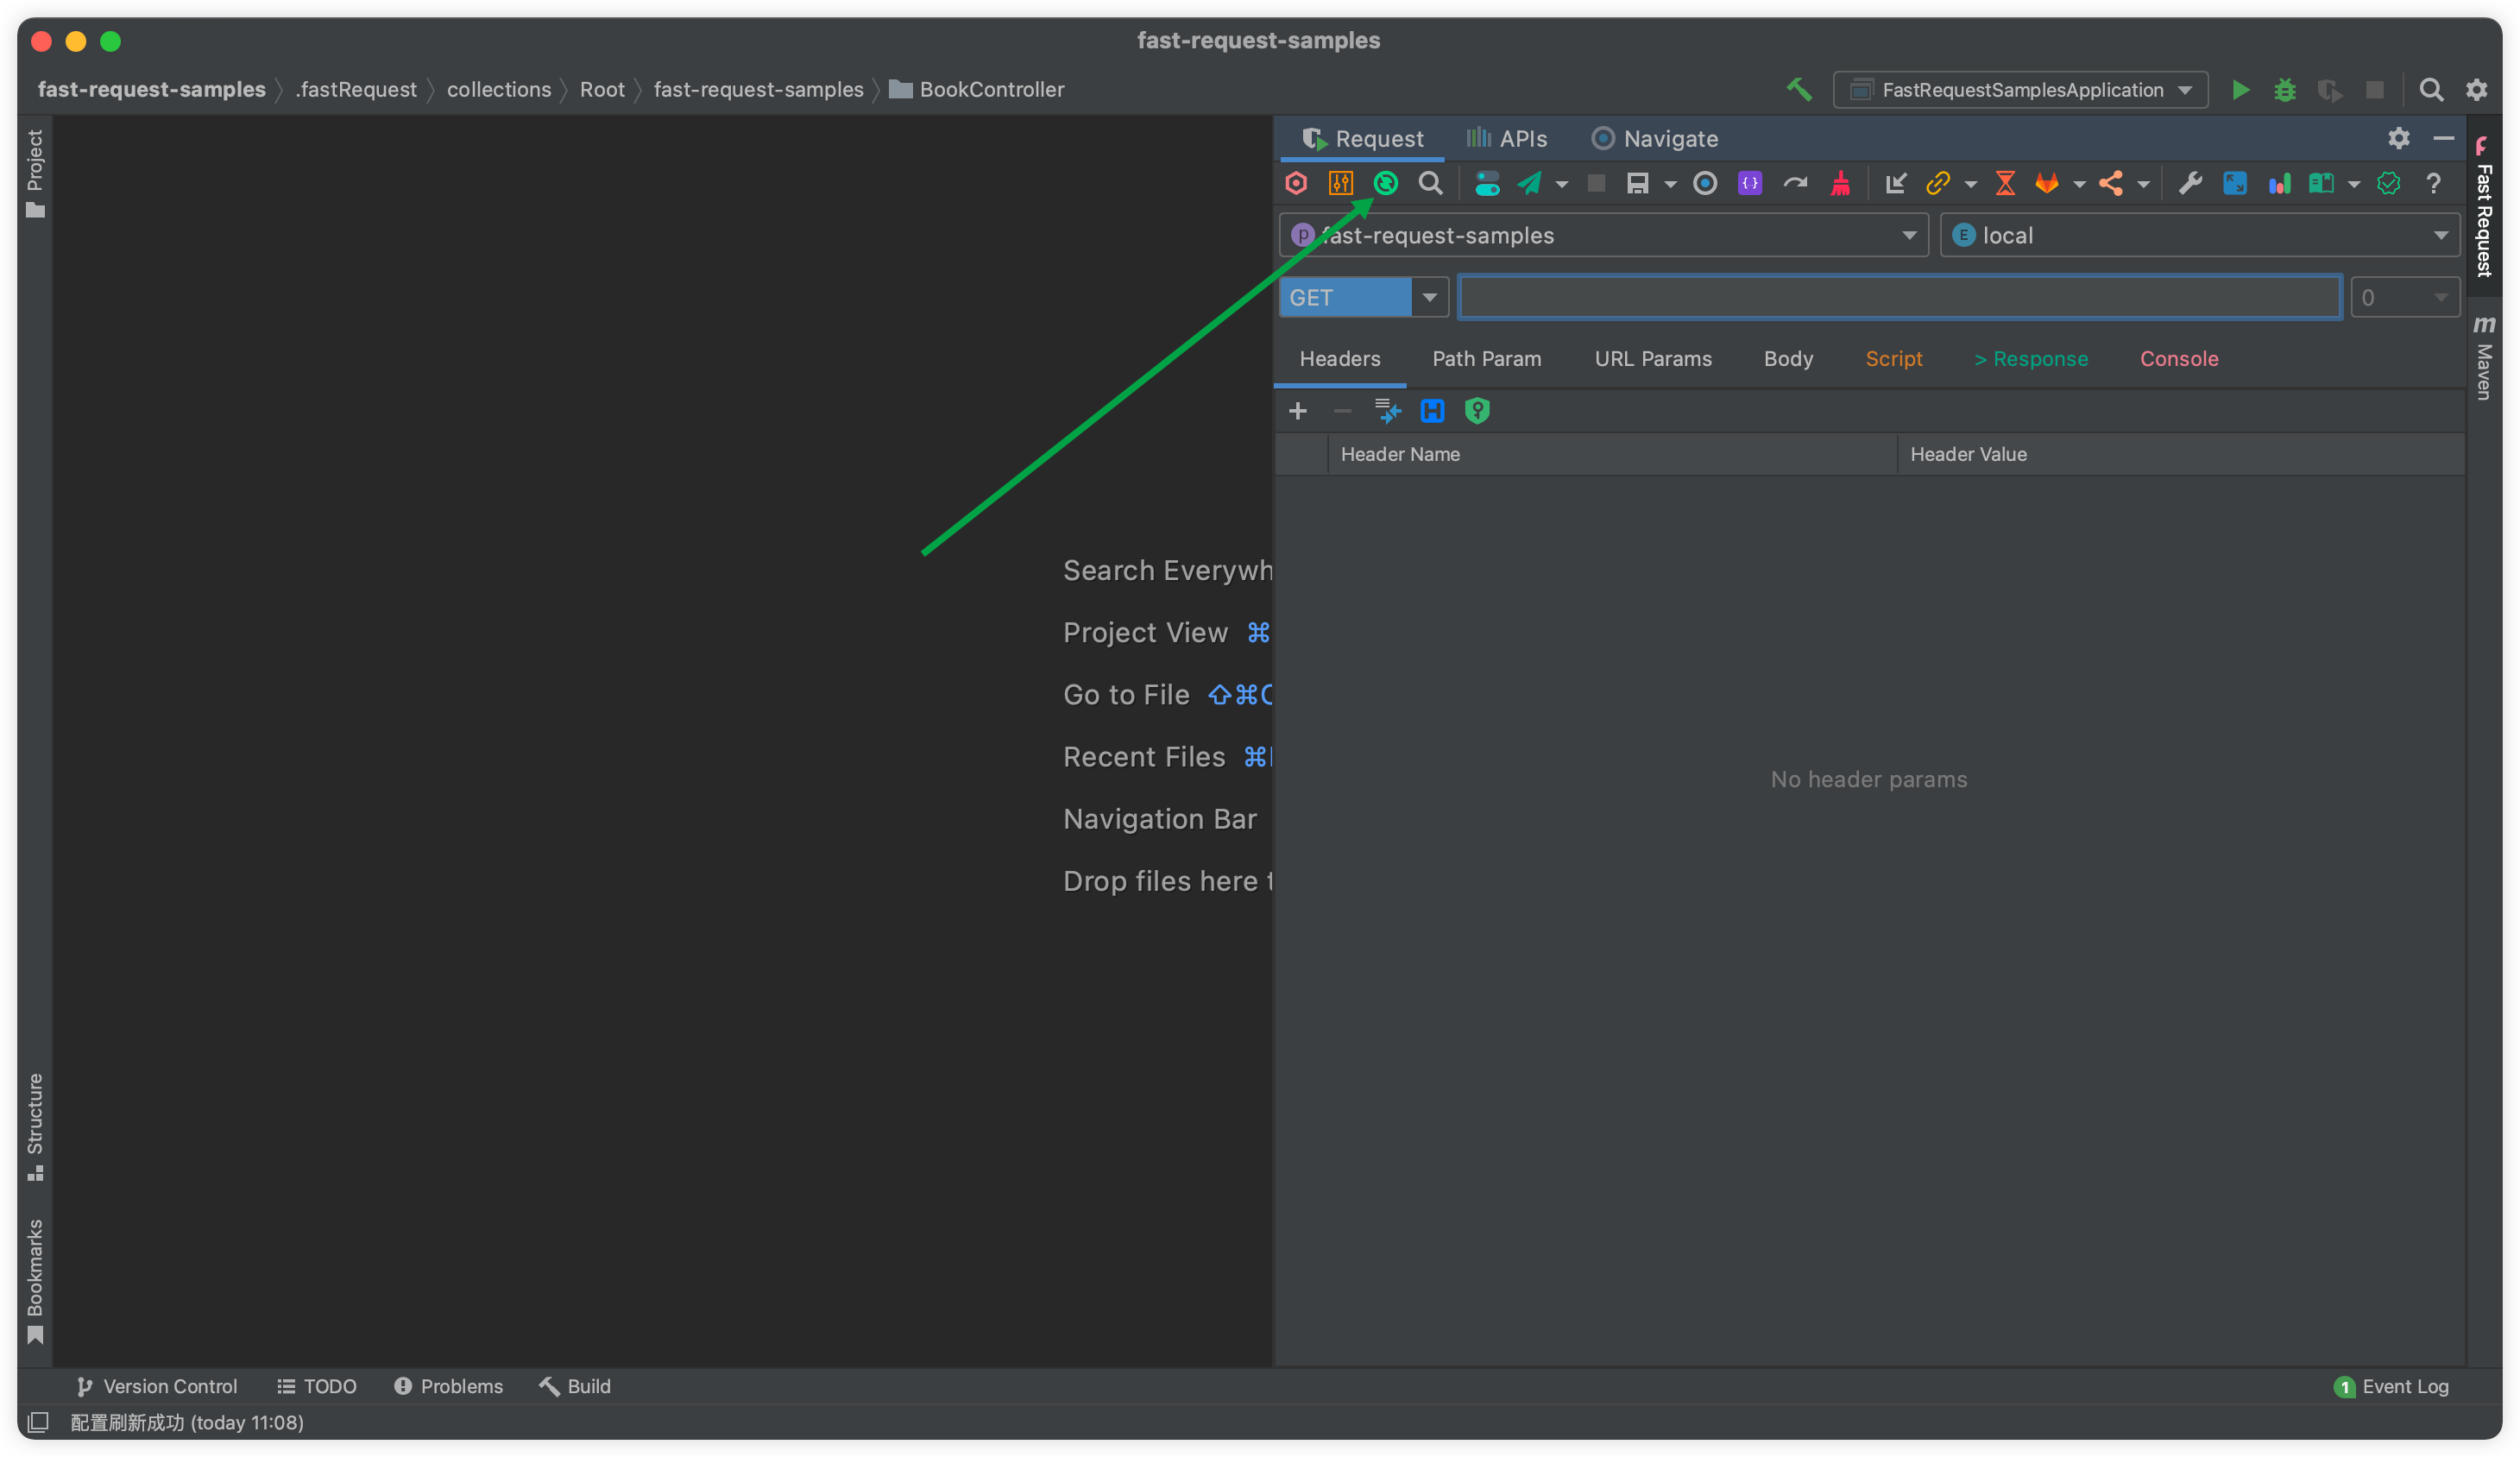 fast-request-samples
fast-request-samples .fastRequest collections Root fast-request-samples BookController
FastRequestSamplesApplication
Project
Request APIs Navigate
Fast Request
fast-request-samples
local
GET
0
Maven
Headers Path Param URL Params Body Script > Response Console
Header Name Header Value
No header params
Search Everywh
Project View ⌘
Go to File ⇧⌘
Recent Files ⌘
Navigation Bar
Drop files here t
Structure
Bookmarks
Version Control TODO Problems Build
1 Event Log
配置刷新成功 (today 11:08)